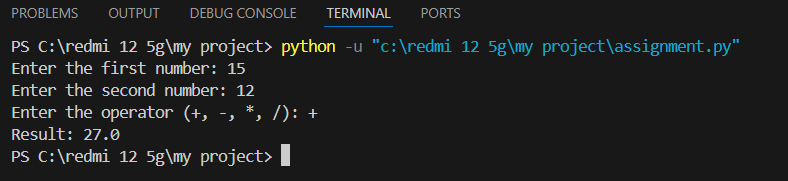 PROBLEMS OUTPUT DEBUG CONSOLE TERMINAL PORTS
PS C:\redmi 12 5g\my project> python -u "c:\redmi 12 5g\my project\assignment.py"
Enter the first number: 15
Enter the second number: 12
Enter the operator (+, -, *, /): +
Result: 27.0
PS C:\redmi 12 5g\my project>